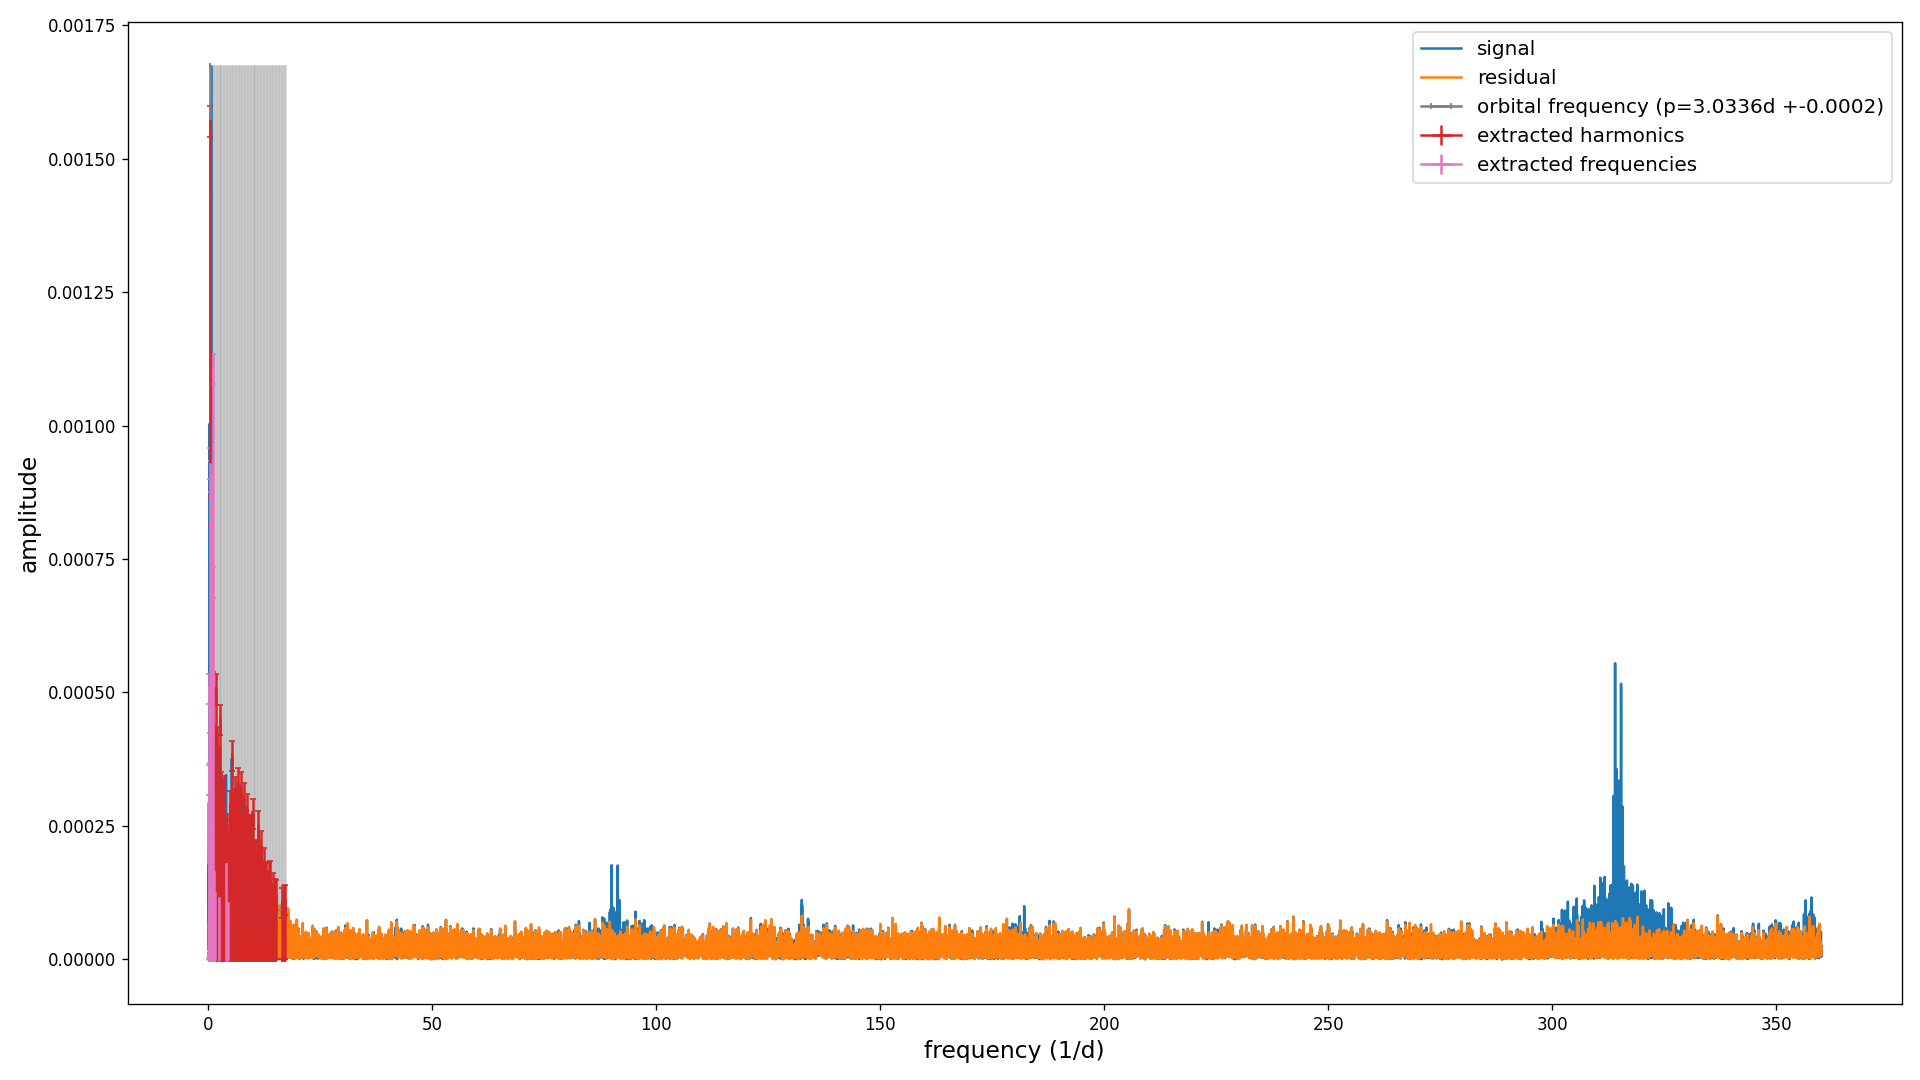 0.00175
0.00150
0.00125
0.00100
0.00075
0.00050
0.00025
0.00000
amplitude
signal
residual
orbital frequency (p=3.0336d +-0.0002)
extracted harmonics
extracted frequencies
0 50 100 150 200 250 300 350
frequency (1/d)